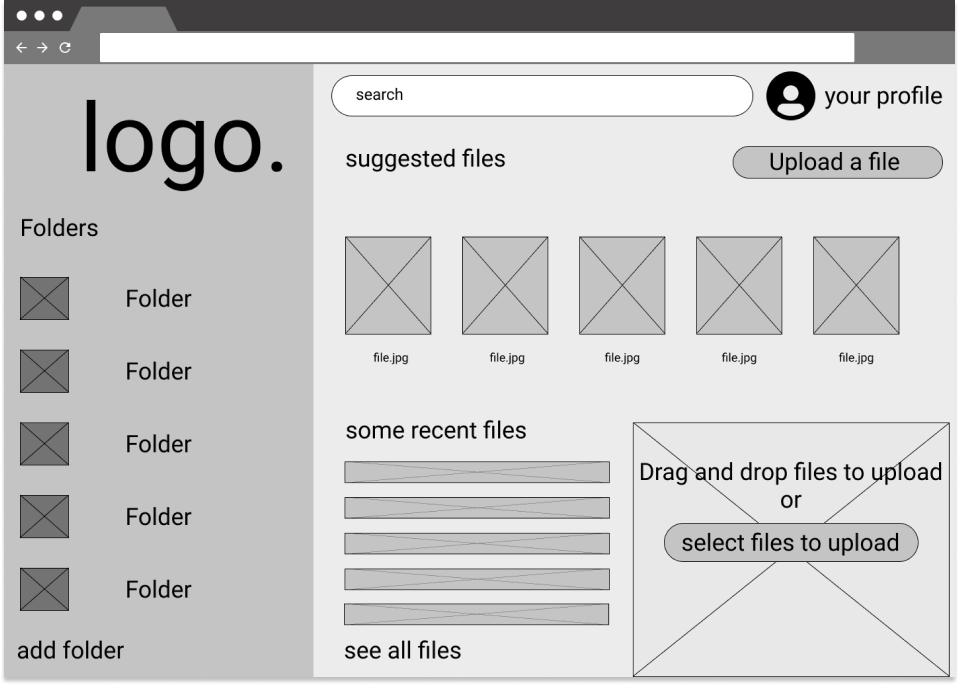 logo.
Folders
Folder
Folder
Folder
Folder
Folder
add folder
search
your profile
suggested files
Upload a file
file.jpg
file.jpg
file.jpg
file.jpg
file.jpg
some recent files
see all files
Drag and drop files to upload
or
select files to upload